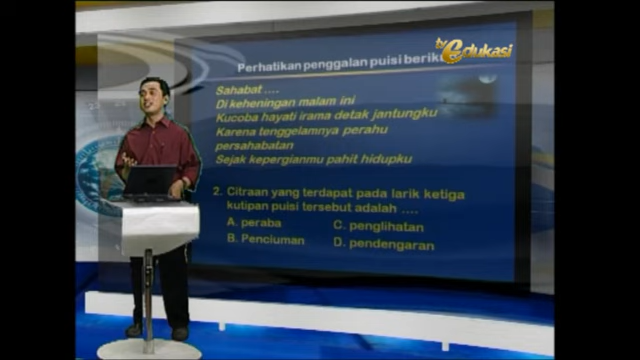 tv edukasi
Perhatikan penggalan puisi beriku
Sahabat ....
Di keheningan malam ini
Kucoba hayati irama detak jantungku
Karena tenggelamnya perahu
persahabatan
Sejak kepergianmu pahit hidupku
2. Citraan yang terdapat pada larik ketiga
kutipan puisi tersebut adalah ....
A. peraba C. penglihatan
B. Penciuman D. pendengaran